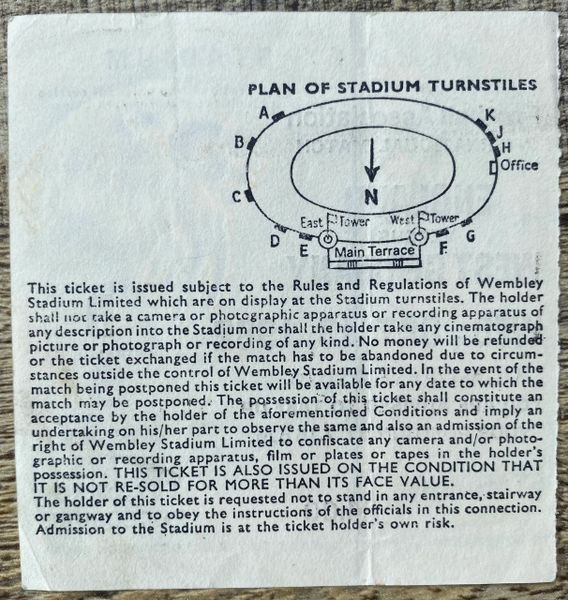 PLAN OF STADIUM TURNSTILES
A
K
J
B
H
Office
C
N
East Tower
West Tower
D
E
Main Terrace
F
G
This ticket is issued subject to the Rules and Regulations of Wembley
Stadium Limited which are on display at the Stadium turnstiles. The holder
shall not take a camera or photographic apparatus or recording apparatus of
any description into the Stadium nor shall the holder take any cinematograph
picture or photograph or recording of any kind. No money will be refunded
or the ticket exchanged if the match has to be abandoned due to circum-
stances outside the control of Wembley Stadium Limited. In the event of the
match being postponed this ticket will be available for any date to which the
match may be postponed. The possession of this ticket shall constitute an
acceptance by the holder of the aforementioned Conditions and imply an
undertaking on his/her part to observe the same and also an admission of the
right of Wembley Stadium Limited to confiscate any camera and/or photo-
graphic or recording apparatus, film or plates or tapes in the holder's
possession. THIS TICKET IS ALSO ISSUED ON THE CONDITION THAT
IT IS NOT RE-SOLD FOR MORE THAN ITS FACE VALUE.
The holder of this ticket is requested not to stand in any entrance, stairway
or gangway and to obey the instructions of the officials in this connection.
Admission to the Stadium is at the ticket holder's own risk.